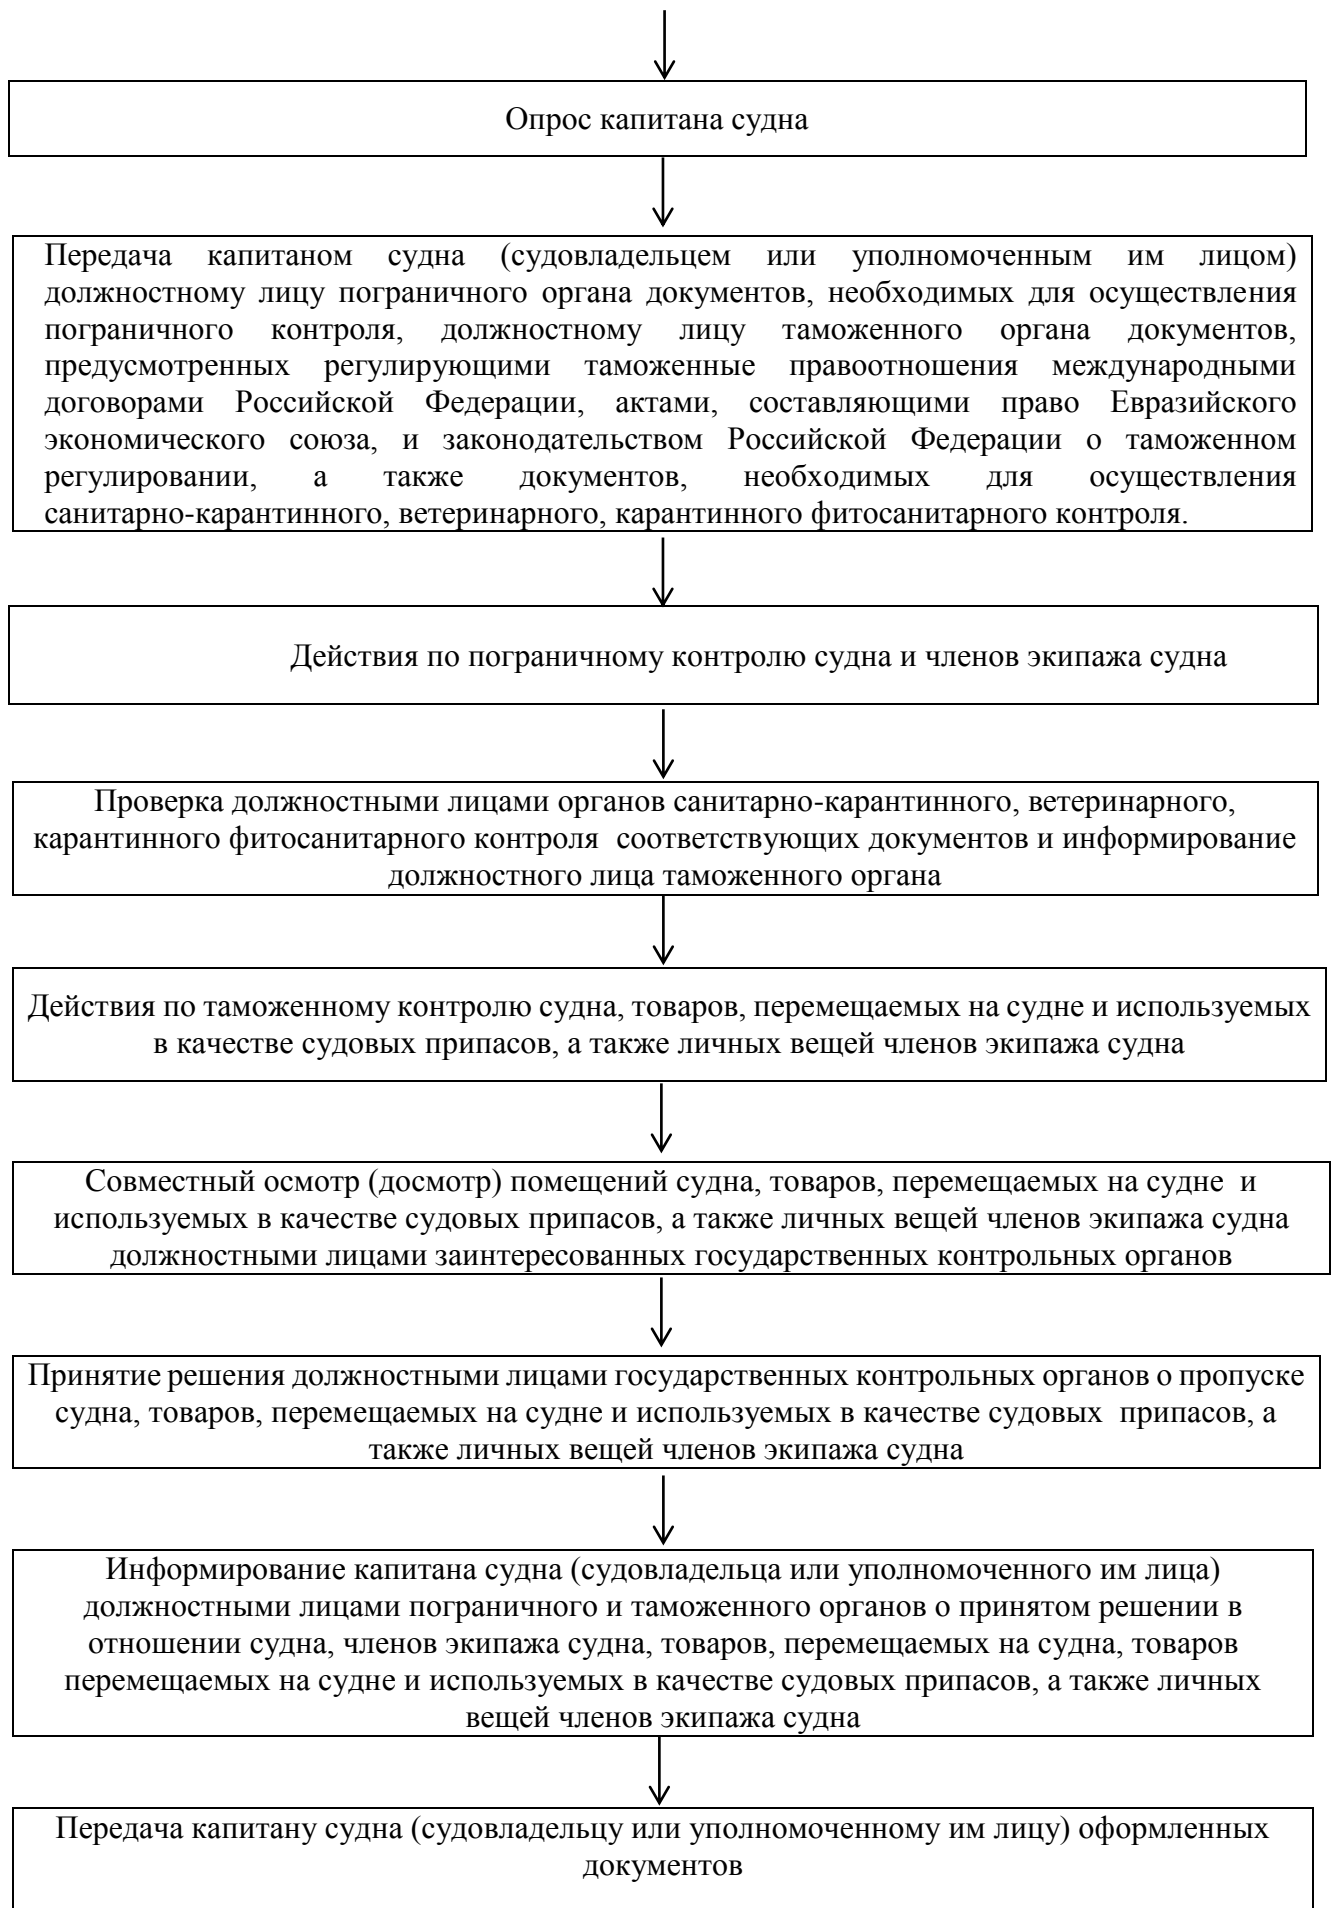 Опрос капитана судна
Передача капитаном судна (судовладельцем или уполномоченным им лицом)
должностному лицу пограничного органа документов, необходимых для осуществления
пограничного контроля, должностному лицу таможенного органа документов,
предусмотренных регулирующими таможенные правоотношения международными
договорами Российской Федерации, актами, составляющими право Евразийского
экономического союза, и законодательством Российской Федерации о таможенном
регулировании, а также документов, необходимых для осуществления
санитарно-карантинного, ветеринарного, карантинного фитосанитарного контроля.
Действия по пограничному контролю судна и членов экипажа судна
Проверка должностными лицами органов санитарно-карантинного, ветеринарного,
карантинного фитосанитарного контроля соответствующих документов и информирование
должностного лица таможенного органа
Действия по таможенному контролю судна, товаров, перемещаемых на судне и используемых
в качестве судовых припасов, а также личных вещей членов экипажа судна
Совместный осмотр (досмотр) помещений судна, товаров, перемещаемых на судне и
используемых в качестве судовых припасов, а также личных вещей членов экипажа судна
должностными лицами заинтересованных государственных контрольных органов
Принятие решения должностными лицами государственных контрольных органов о пропуске
судна, товаров, перемещаемых на судне и используемых в качестве судовых припасов, а
также личных вещей членов экипажа судна
Информирование капитана судна (судовладельца или уполномоченного им лица)
должностными лицами пограничного и таможенного органов о принятом решении в
отношении судна, членов экипажа судна, товаров, перемещаемых на судна, товаров
перемещаемых на судне и используемых в качестве судовых припасов, а также личных
вещей членов экипажа судна
Передача капитану судна (судовладельцу или уполномоченному им лицу) оформленных
документов